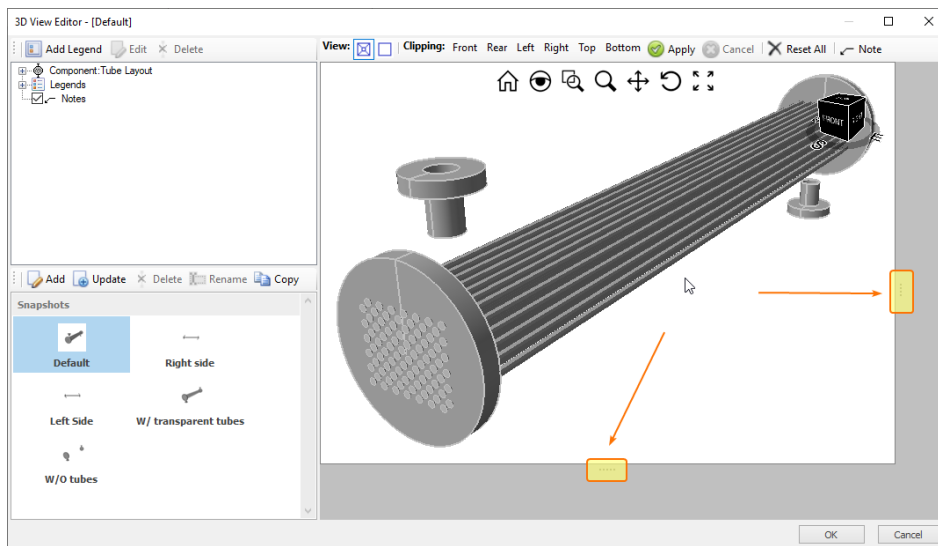 3D View Editor - [Default]
Add Legend Edit Delete
View: Clipping: Front Rear Left Right Top Bottom Apply Cancel Reset All Note
Component:Tube Layout
Legends
Notes
FRONT
Add Update Delete Rename Copy
Snapshots
Default Right side
Left Side W/ transparent tubes
W/O tubes
OK Cancel